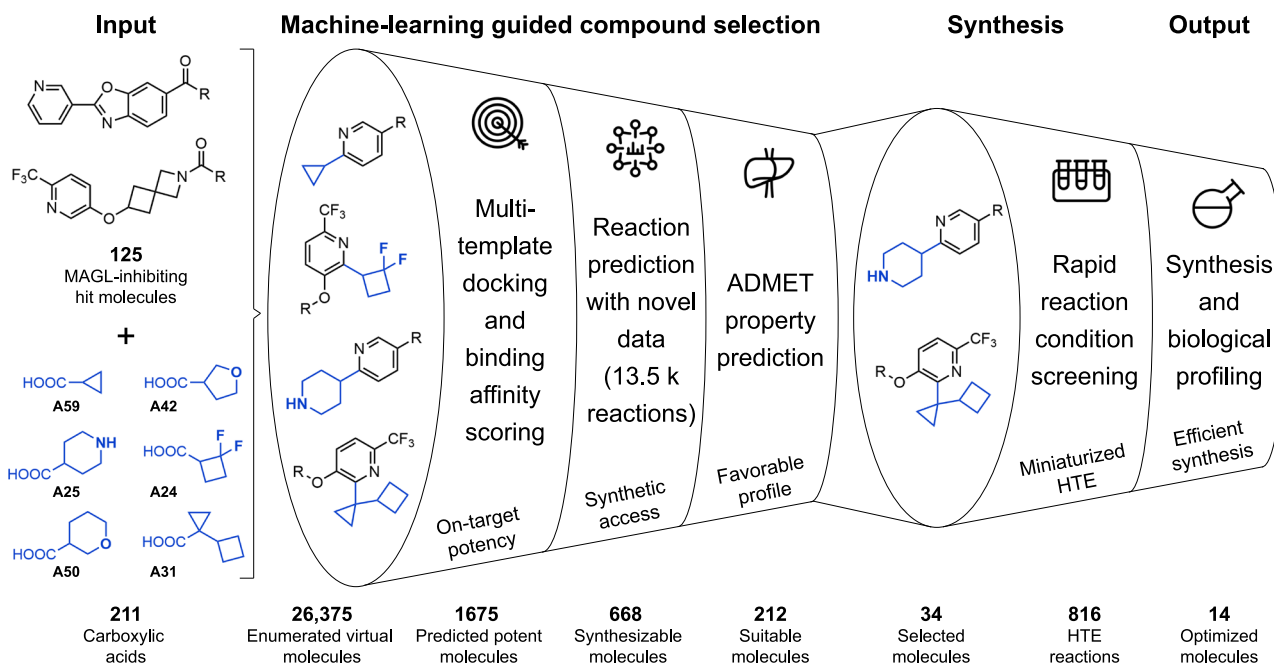 Input
Machine-learning guided compound selection
Synthesis
Output
N
O
N
O
R
F₃C
N
O
N
O
R
125
MAGL-inhibiting
hit molecules
+
HOOC
A59
HOOC
O
A42
HOOC
NH
A25
HOOC
F
F
A24
HOOC
O
A50
HOOC
A31
211
Carboxylic
acids
N
R
CF₃
N
F
F
O
R
N
R
HN
CF₃
N
R
O
26,375
Enumerated virtual
molecules
Multi-
template
docking
and
binding
affinity
scoring
On-target
potency
1675
Predicted potent
molecules
Reaction
prediction
with novel
data
(13.5 k
reactions)
Synthetic
access
668
Synthesizable
molecules
ADMET
property
prediction
Favorable
profile
212
Suitable
molecules
N
R
HN
CF₃
N
R
O
34
Selected
molecules
Rapid
reaction
condition
screening
Miniaturized
HTE
816
HTE
reactions
Synthesis
and
biological
profiling
Efficient
synthesis
14
Optimized
molecules